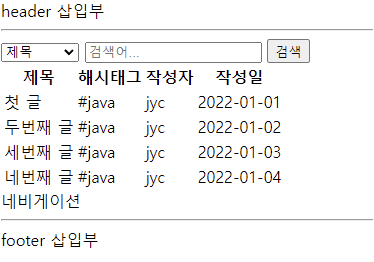 header 삽입부
제목 검색어... 검색
제목 해시태그 작성자 작성일
첫 글 #java jyc 2022-01-01
두번째 글 #java jyc 2022-01-02
세번째 글 #java jyc 2022-01-03
네번째 글 #java jyc 2022-01-04
네비게이션
footer 삽입부